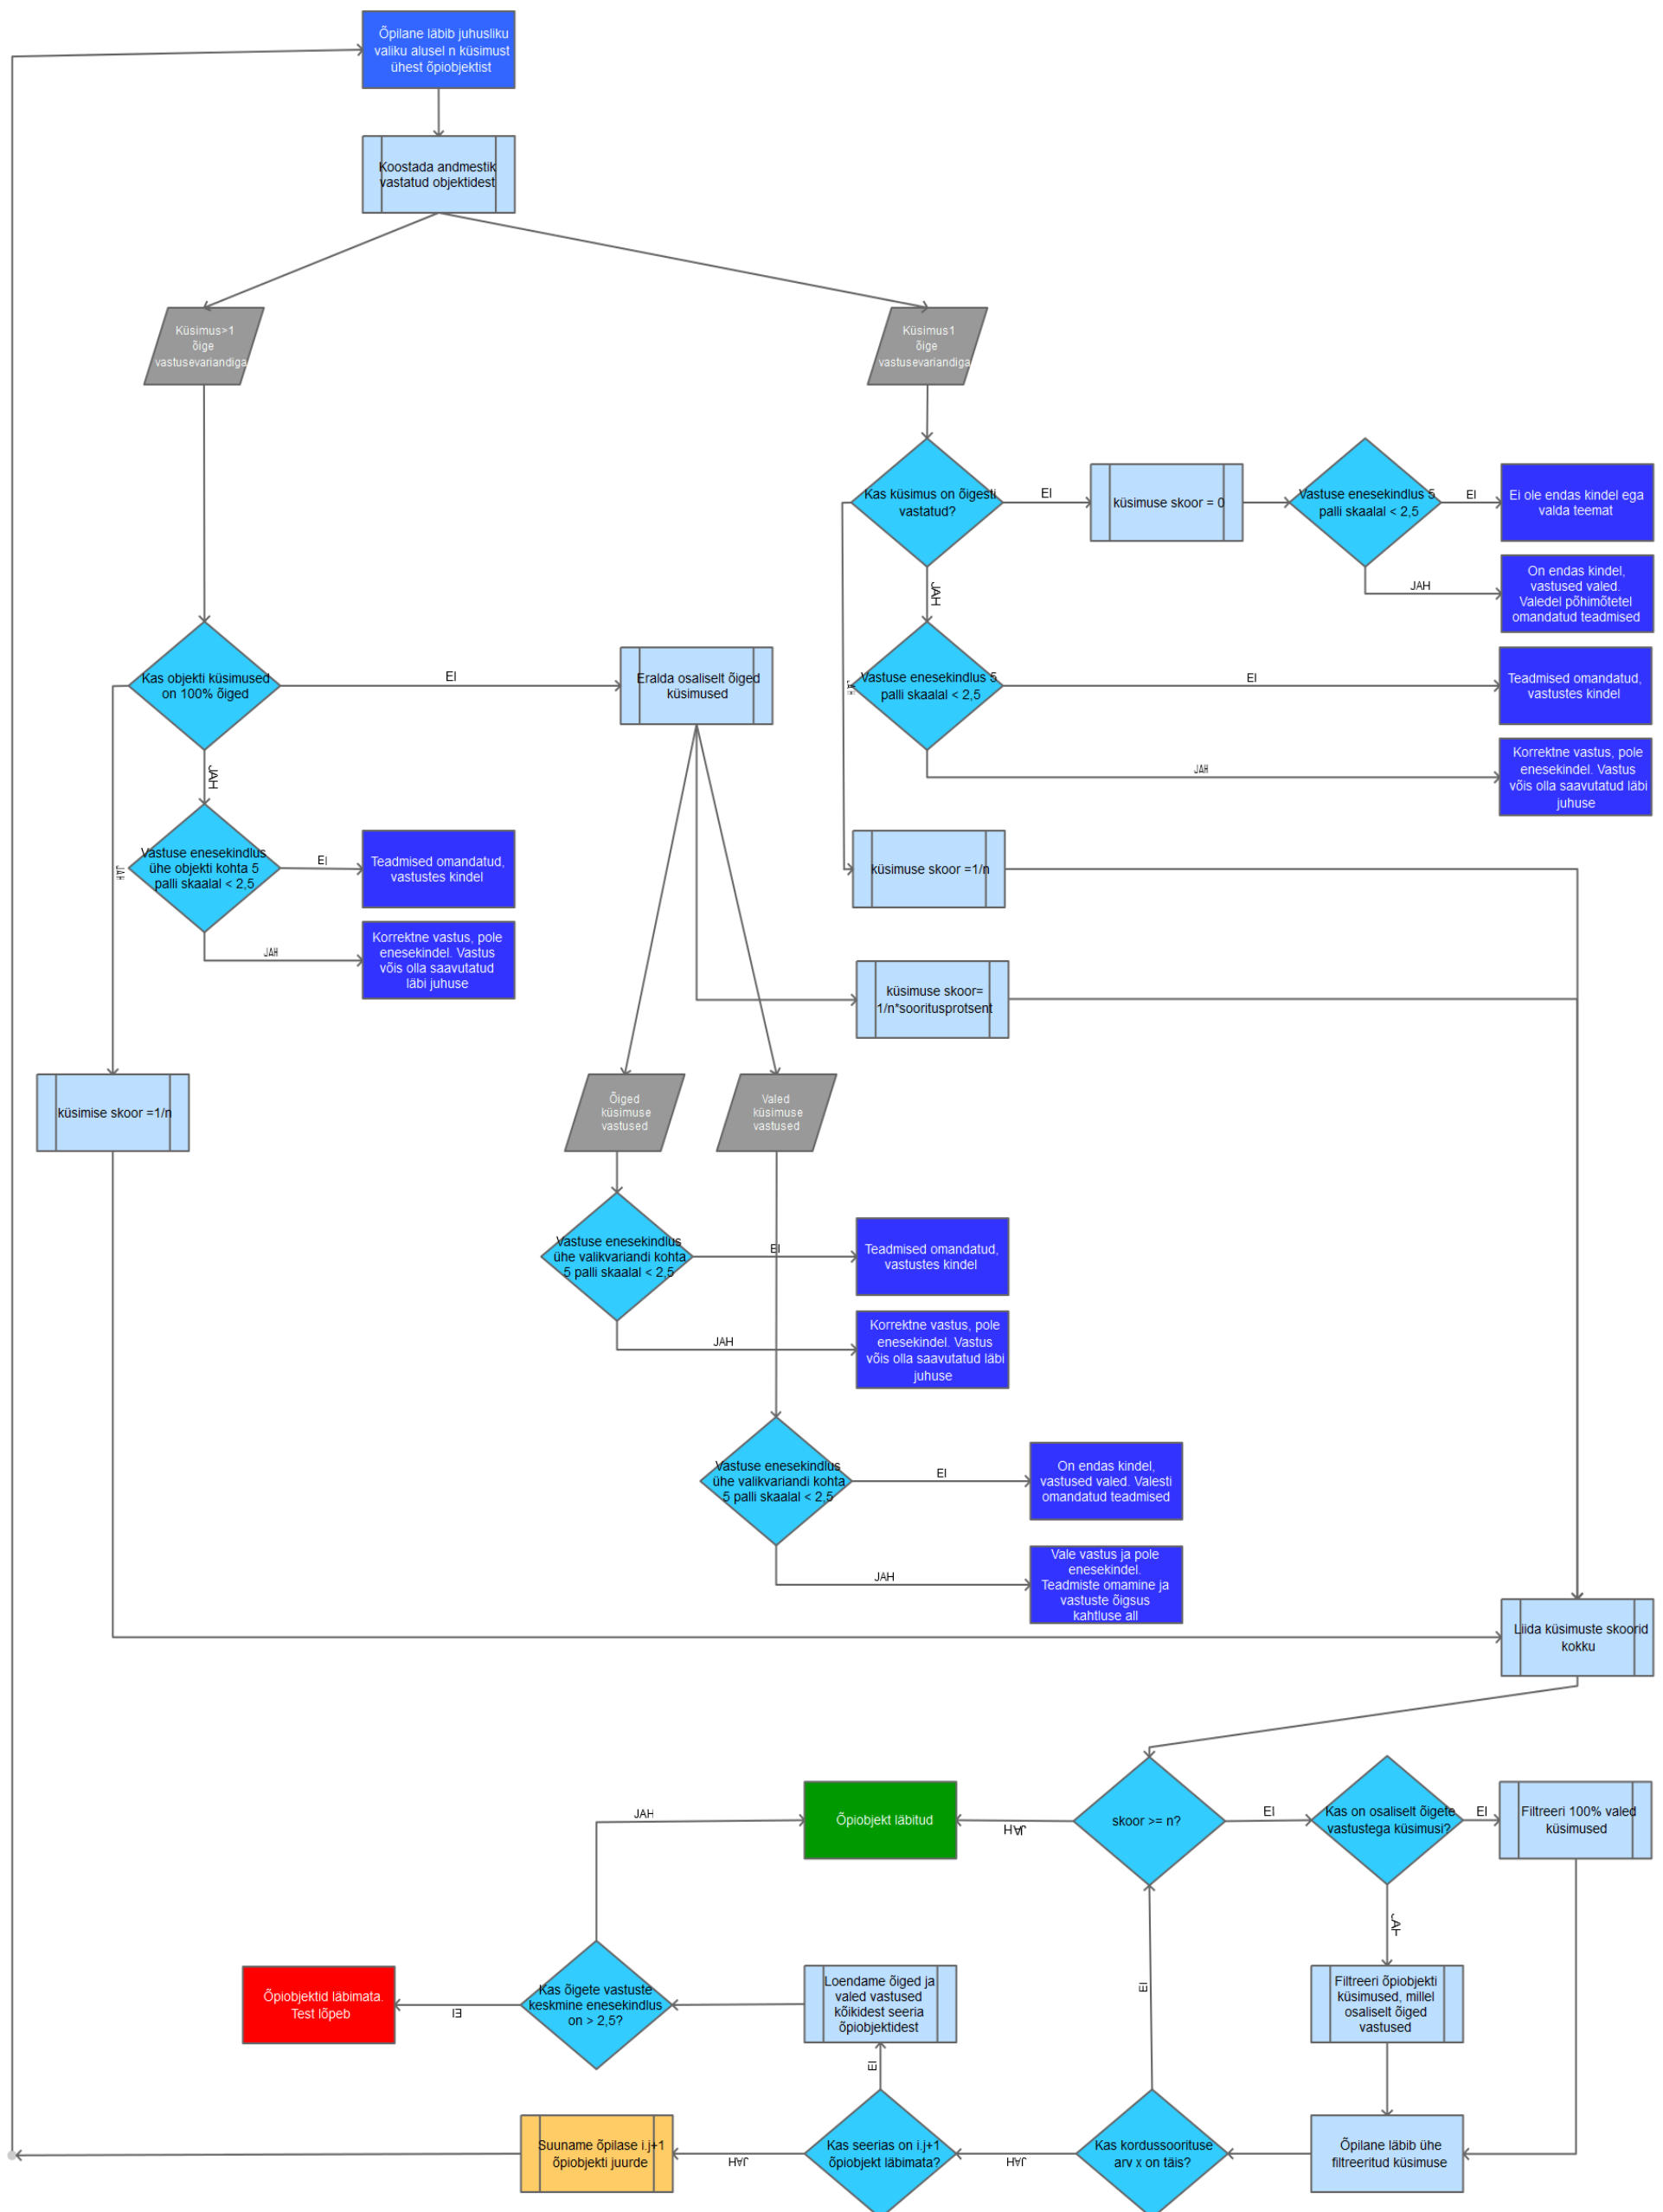 Õpilane läbib juhusliku
valiku alusel n küsimust
ühest õpiobjektist
Koostada andmestik
vastatud objektidest
Küsimus>1
õige
vastusevariandiga
Küsimus1
õige
vastusevariandiga
Kas küsimus on õigesti
vastatud?
EI
küsimuse skoor = 0
Vastuse enesekindlus 5
palli skaalal < 2,5
EI
Ei ole endas kindel ega
valda teemat
JAH
On endas kindel,
vastused valed.
Valedel põhimõtetel
omandatud teadmised
JAH
JAH
Vastuse enesekindlus 5
palli skaalal < 2,5
EI
Teadmised omandatud,
vastustes kindel
JAH
Korrektne vastus, pole
enesekindel. Vastus
võis olla saavutatud läbi
juhuse
Kas objekti küsimused
on 100% õiged
EI
Eralda osaliselt õiged
küsimused
JAH
JAH
Vastuse enesekindlus
ühe objekti kohta 5
palli skaalal < 2,5
EI
Teadmised omandatud,
vastustes kindel
JAH
Korrektne vastus, pole
enesekindel. Vastus
võis olla saavutatud
läbi juhuse
küsimuse skoor =1/n
küsimuse skoor=
1/n*sooritusprotsent
küsimise skoor =1/n
Õiged
küsimuse
vastused
Valed
küsimuse
vastused
Vastuse enesekindlus
ühe valikvariandi kohta
5 palli skaalal < 2,5
EI
Teadmised omandatud,
vastustes kindel
JAH
Korrektne vastus, pole
enesekindel. Vastus
võis olla saavutatud läbi
juhuse
Vastuse enesekindlus
ühe valikvariandi kohta
5 palli skaalal < 2,5
EI
On endas kindel,
vastused valed. Valesti
omandatud teadmised
JAH
Vale vastus ja pole
enesekindel.
Teadmiste omamine ja
vastuste õigsus
kahtluse all
Liida küsimuste skoorid
kokku
skoor >= n?
JAH
Õpiobjekt läbitud
JAH
EI
Kas on osaliselt õigete
vastustega küsimusi?
EI
Filtreeri 100% valed
küsimused
JAH
Filtreeri õpiobjekti
küsimused, millel
osaliselt õiged
vastused
EI
Loendame õiged ja
valed vastused
kõikidest seeria
õpiobjektidest
Kas õigete vastuste
keskmine enesekindlus
on > 2,5?
EI
Õpiobjektid läbimata.
Test lõpeb
EI
Õpilane läbib ühe
filtreeritud küsimuse
Kas kordussoorituse
arv x on täis?
JAH
Kas seerias on i.j+1
õpiobjekt läbimata?
JAH
Suuname õpilase i.j+1
õpiobjekti juurde